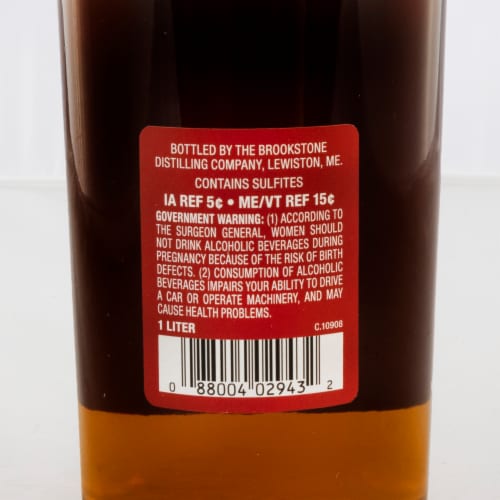 BOTTLED BY THE BROOKSTONE
DISTILLING COMPANY, LEWISTON, ME.
CONTAINS SULFITES
IA REF 5¢ • ME/VT REF 15¢
GOVERNMENT WARNING: (1) ACCORDING TO
THE SURGEON GENERAL, WOMEN SHOULD
NOT DRINK ALCOHOLIC BEVERAGES DURING
PREGNANCY BECAUSE OF THE RISK OF BIRTH
DEFECTS. (2) CONSUMPTION OF ALCOHOLIC
BEVERAGES IMPAIRS YOUR ABILITY TO DRIVE
A CAR OR OPERATE MACHINERY, AND MAY
CAUSE HEALTH PROBLEMS.
1 LITER C.10908
0 88004 02943 2